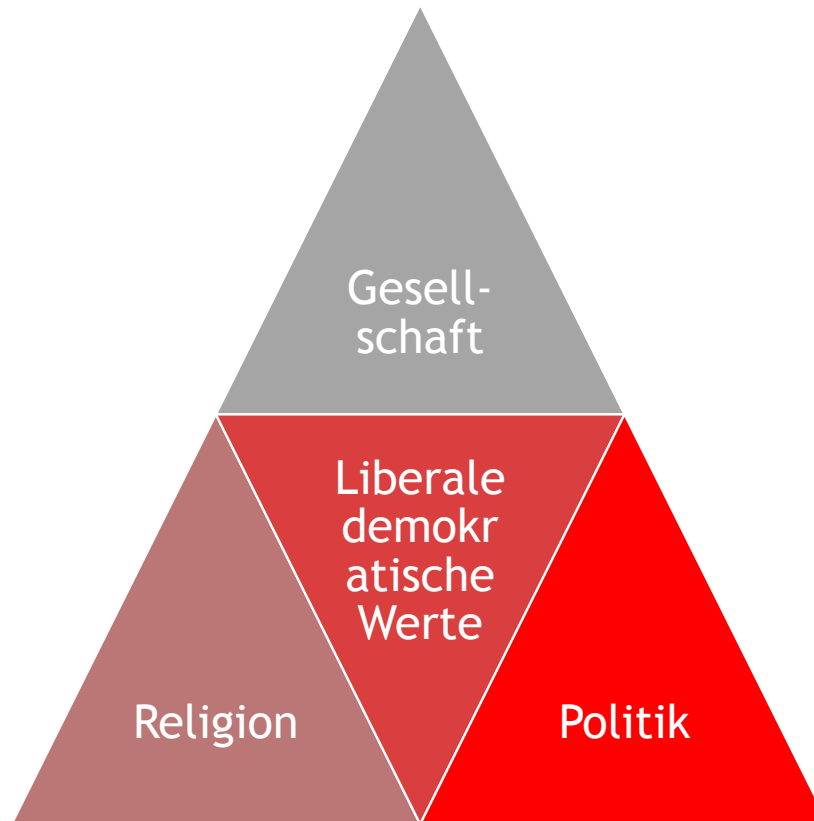 Gesell-
schaft
Liberale
demokr
atische
Werte
Religion
Politik